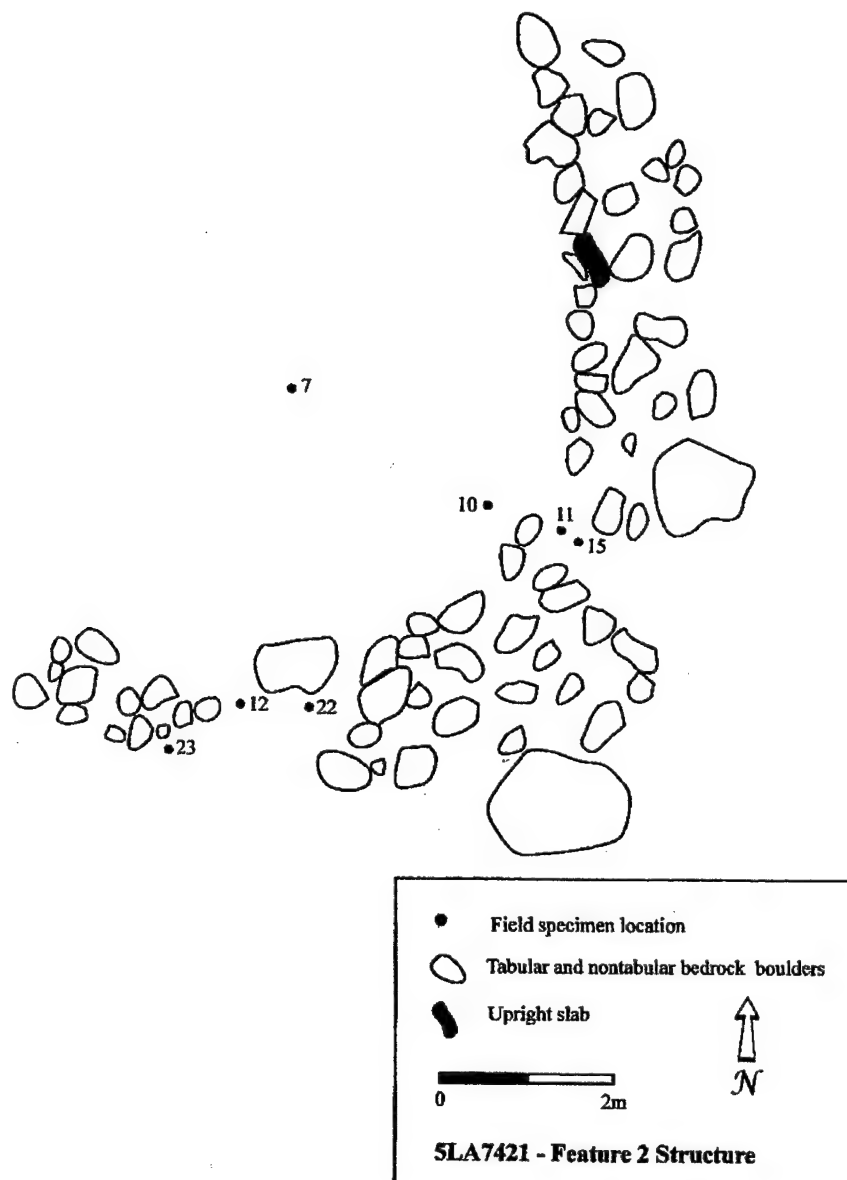 7
10
11
15
12
22
23
Field specimen location
Tabular and nontabular bedrock boulders
Upright slab
N
0 2m
5LA7421 - Feature 2 Structure